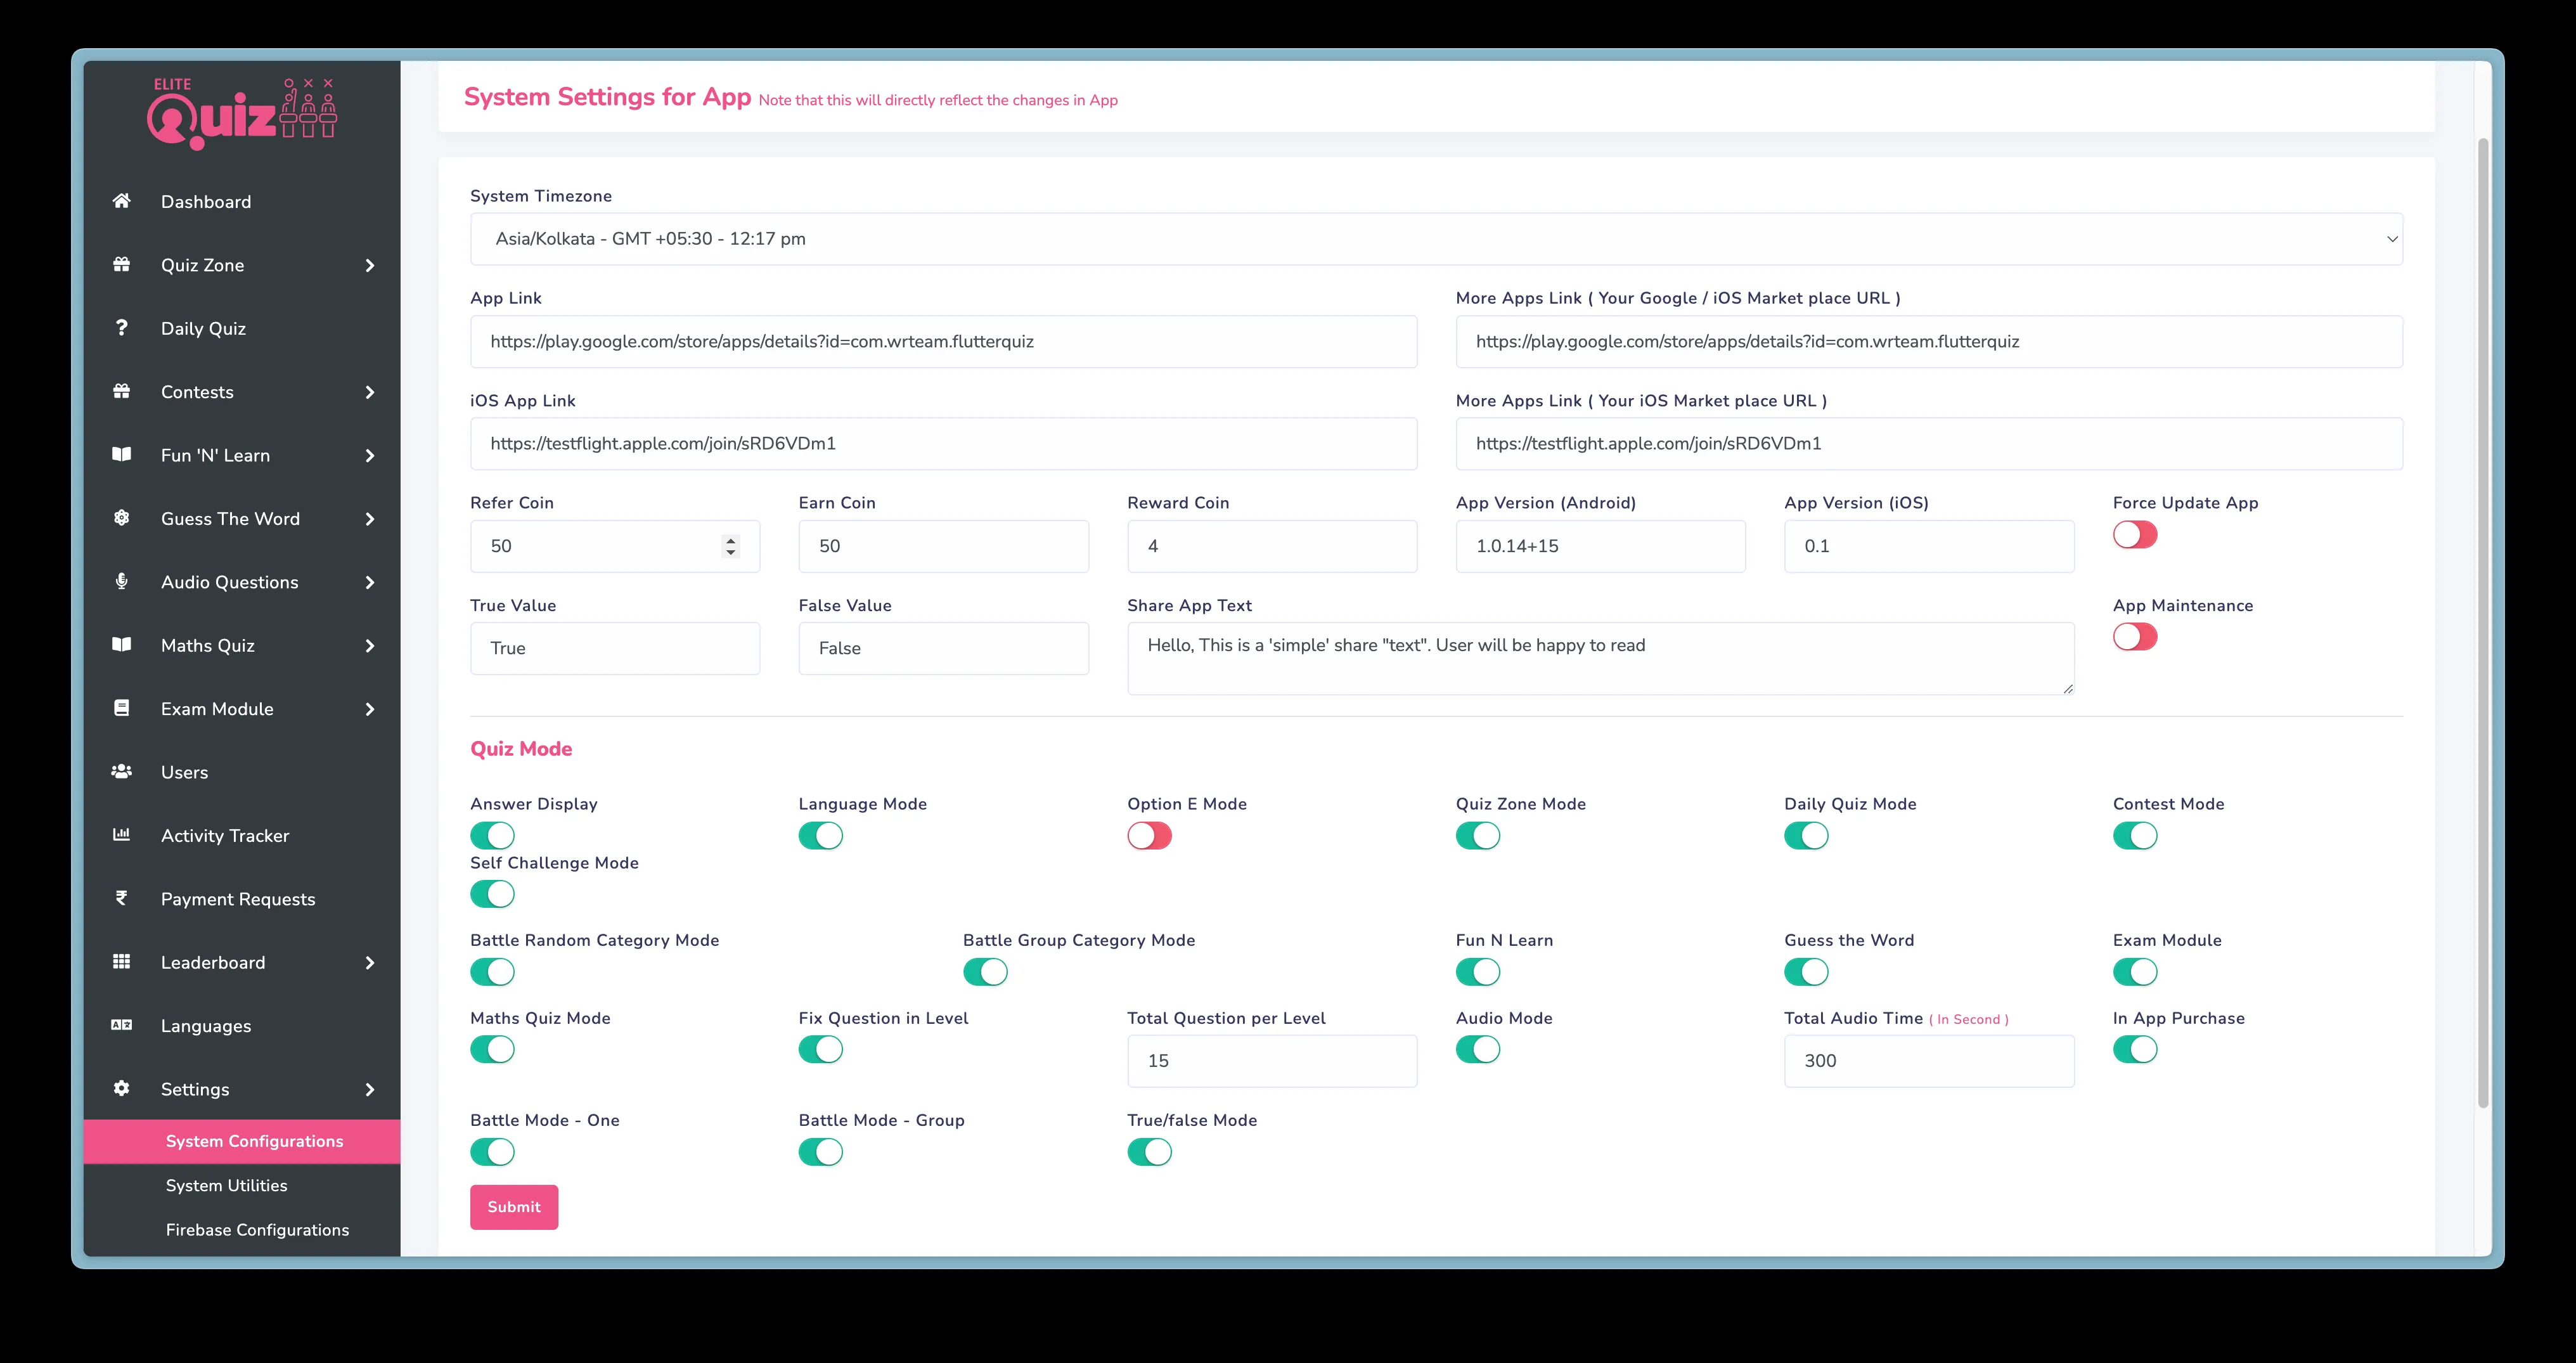 ELITE
Quiz
Dashboard
Quiz Zone
Daily Quiz
Contests
Fun 'N' Learn
Guess The Word
Audio Questions
Maths Quiz
Exam Module
Users
Activity Tracker
Payment Requests
Leaderboard
Languages
Settings
System Configurations
System Utilities
Firebase Configurations
System Settings for App Note that this will directly reflect the changes in App
System Timezone
Asia/Kolkata - GMT +05:30 - 12:17 pm
App Link
More Apps Link ( Your Google / iOS Market place URL )
https://play.google.com/store/apps/details?id=com.wrteam.flutterquiz
https://play.google.com/store/apps/details?id=com.wrteam.flutterquiz
iOS App Link
More Apps Link ( Your iOS Market place URL )
https://testflight.apple.com/join/sRD6VDm1
https://testflight.apple.com/join/sRD6VDm1
Refer Coin
Earn Coin
Reward Coin
App Version (Android)
App Version (iOS)
Force Update App
50
50
4
1.0.14+15
0.1
True Value
False Value
Share App Text
App Maintenance
True
False
Hello, This is a 'simple' share "text". User will be happy to read
Quiz Mode
Answer Display
Language Mode
Option E Mode
Quiz Zone Mode
Daily Quiz Mode
Contest Mode
Self Challenge Mode
Battle Random Category Mode
Battle Group Category Mode
Fun N Learn
Guess the Word
Exam Module
Maths Quiz Mode
Fix Question in Level
Total Question per Level
Audio Mode
Total Audio Time ( In Second )
In App Purchase
15
300
Battle Mode - One
Battle Mode - Group
True/false Mode
Submit